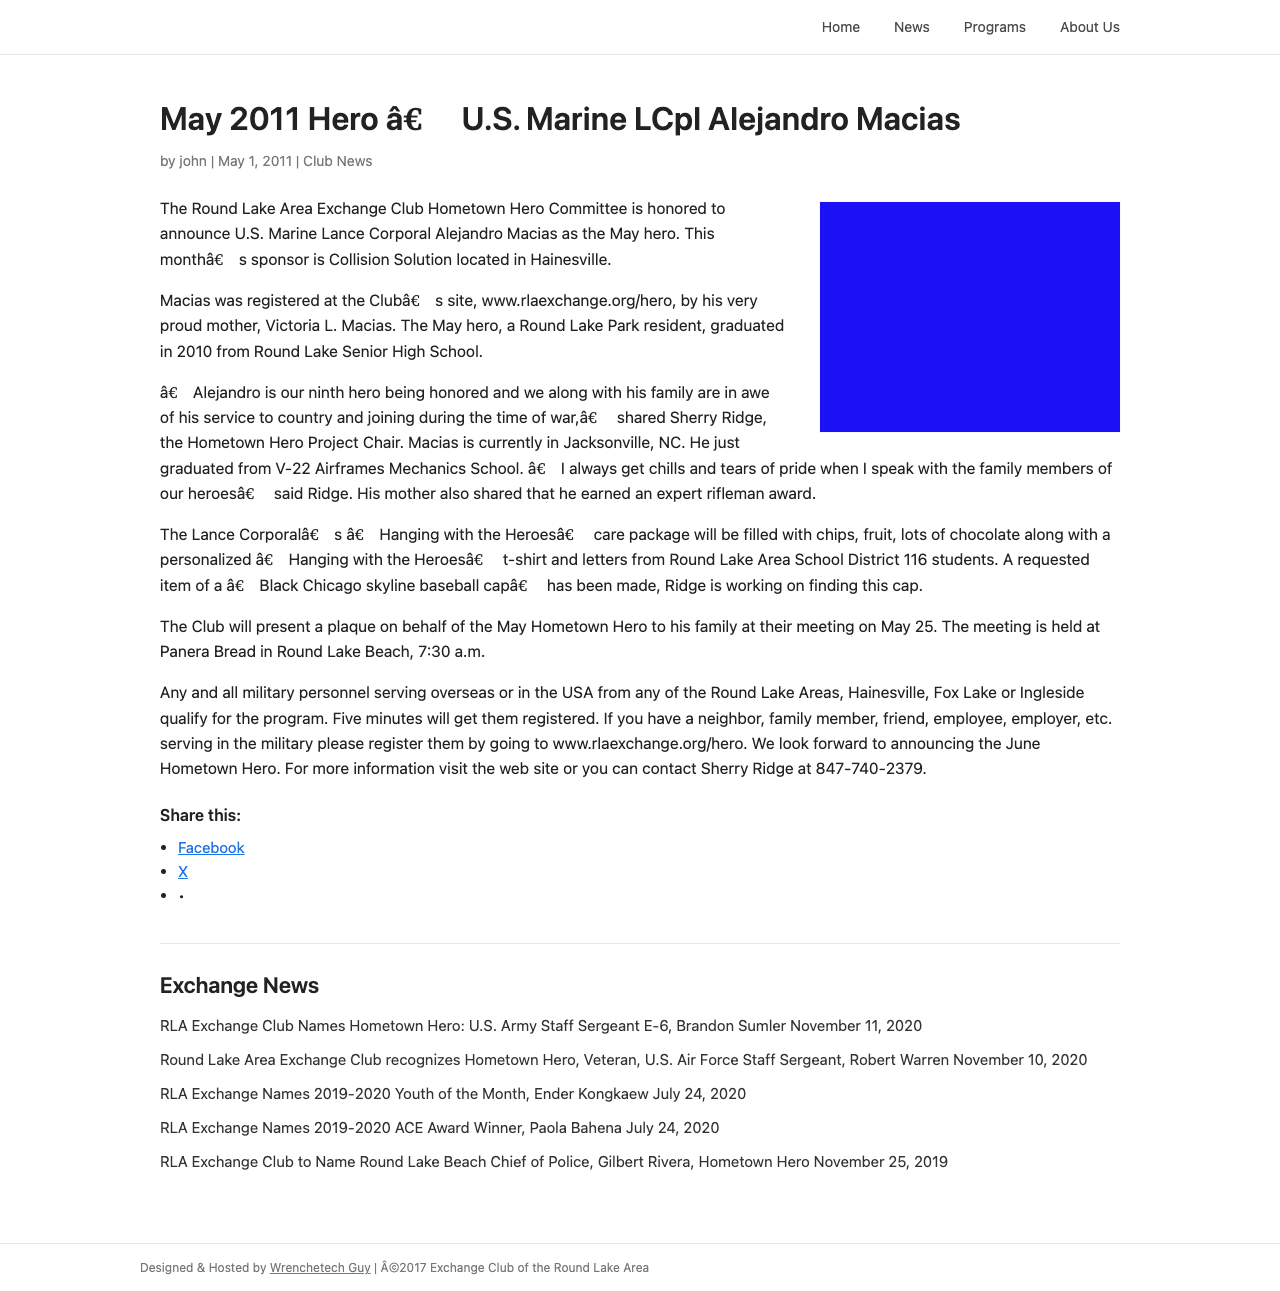 Home News Programs About Us
May 2011 Hero â€ U.S. Marine LCpl Alejandro Macias
by john | May 1, 2011 | Club News
The Round Lake Area Exchange Club Hometown Hero Committee is honored to
announce U.S. Marine Lance Corporal Alejandro Macias as the May hero. This
monthâ€ s sponsor is Collision Solution located in Hainesville.
Macias was registered at the Clubâ€ s site, www.rlaexchange.org/hero, by his very
proud mother, Victoria L. Macias. The May hero, a Round Lake Park resident, graduated
in 2010 from Round Lake Senior High School.
â€ Alejandro is our ninth hero being honored and we along with his family are in awe
of his service to country and joining during the time of war,â€ shared Sherry Ridge,
the Hometown Hero Project Chair. Macias is currently in Jacksonville, NC. He just
graduated from V-22 Airframes Mechanics School. â€ I always get chills and tears of pride when I speak with the family members of
our heroesâ€ said Ridge. His mother also shared that he earned an expert rifleman award.
The Lance Corporalâ€ s â€ Hanging with the Heroesâ€ care package will be filled with chips, fruit, lots of chocolate along with a
personalized â€ Hanging with the Heroesâ€ t-shirt and letters from Round Lake Area School District 116 students. A requested
item of a â€ Black Chicago skyline baseball capâ€ has been made, Ridge is working on finding this cap.
The Club will present a plaque on behalf of the May Hometown Hero to his family at their meeting on May 25. The meeting is held at
Panera Bread in Round Lake Beach, 7:30 a.m.
Any and all military personnel serving overseas or in the USA from any of the Round Lake Areas, Hainesville, Fox Lake or Ingleside
qualify for the program. Five minutes will get them registered. If you have a neighbor, family member, friend, employee, employer, etc.
serving in the military please register them by going to www.rlaexchange.org/hero. We look forward to announcing the June
Hometown Hero. For more information visit the web site or you can contact Sherry Ridge at 847-740-2379.
Share this:
• Facebook
• X
• •
Exchange News
RLA Exchange Club Names Hometown Hero: U.S. Army Staff Sergeant E-6, Brandon Sumler November 11, 2020
Round Lake Area Exchange Club recognizes Hometown Hero, Veteran, U.S. Air Force Staff Sergeant, Robert Warren November 10, 2020
RLA Exchange Names 2019-2020 Youth of the Month, Ender Kongkaew July 24, 2020
RLA Exchange Names 2019-2020 ACE Award Winner, Paola Bahena July 24, 2020
RLA Exchange Club to Name Round Lake Beach Chief of Police, Gilbert Rivera, Hometown Hero November 25, 2019
Designed & Hosted by Wrenchetech Guy | Â©2017 Exchange Club of the Round Lake Area